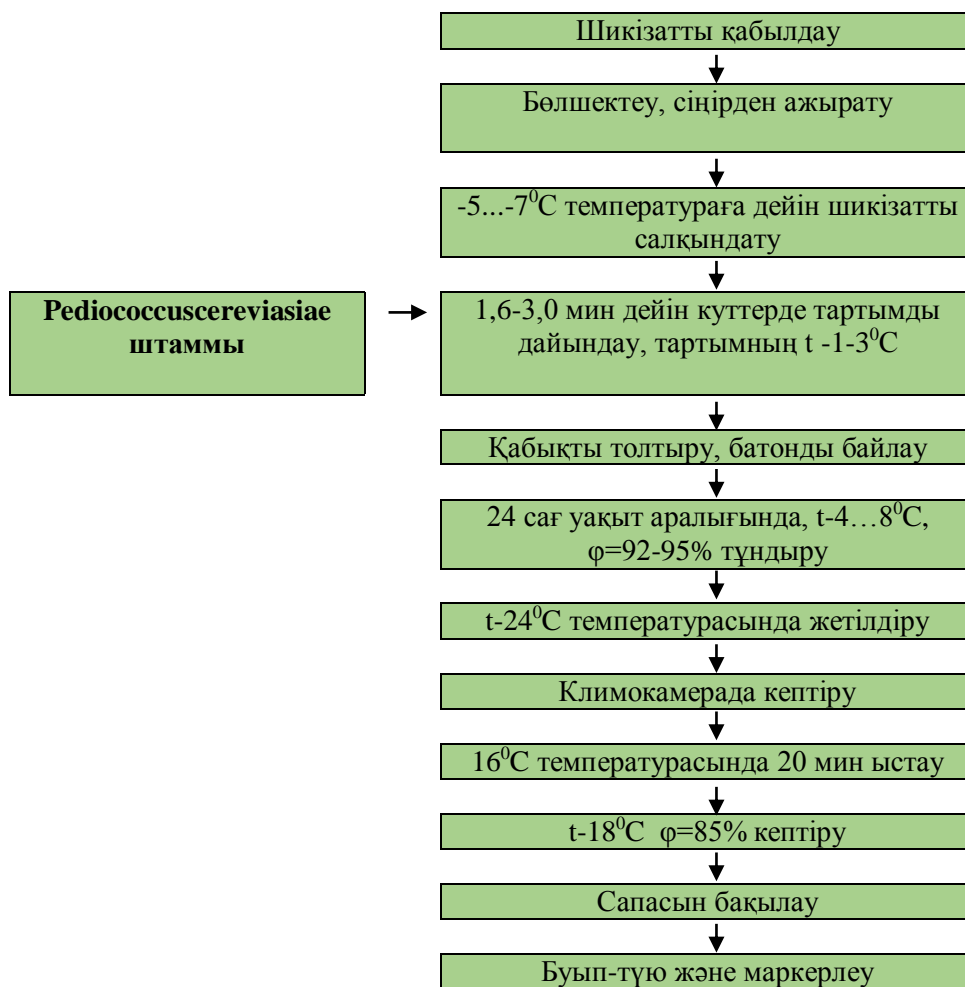 Шикізатты қабылдау
Бөлшектеу, сіңірден ажырату
-5...-7⁰С температураға дейін шикізатты
салқындату
Pediococcuscereviasiae
штаммы
1,6-3,0 мин дейін куттерде тартымды
дайындау, тартымның t -1-3⁰С
Қабықты толтыру, батонды байлау
24 сағ уақыт аралығында, t-4…8⁰С,
φ=92-95% тұндыру
t-24⁰С температурасында жетілдіру
Климокамерада кептіру
16⁰С температурасында 20 мин ыстау
t-18⁰С φ=85% кептіру
Сапасын бақылау
Буып-түю және маркерлеу